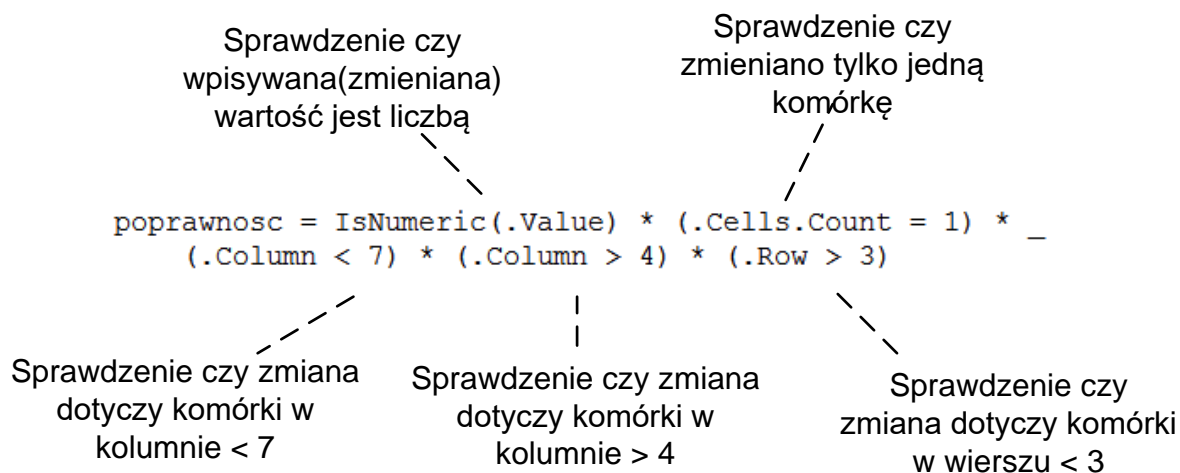 Sprawdzenie czy
wpisywana(zmieniana)
wartość jest liczbą
Sprawdzenie czy
zmieniano tylko jedną
komórkę
poprawnosc = IsNumeric(.Value) * (.Cells.Count = 1) * _
(.Column < 7) * (.Column > 4) * (.Row > 3)
Sprawdzenie czy zmiana
dotyczy komórki w
kolumnie < 7
Sprawdzenie czy zmiana
dotyczy komórki w
kolumnie > 4
Sprawdzenie czy
zmiana dotyczy komórki
w wierszu < 3